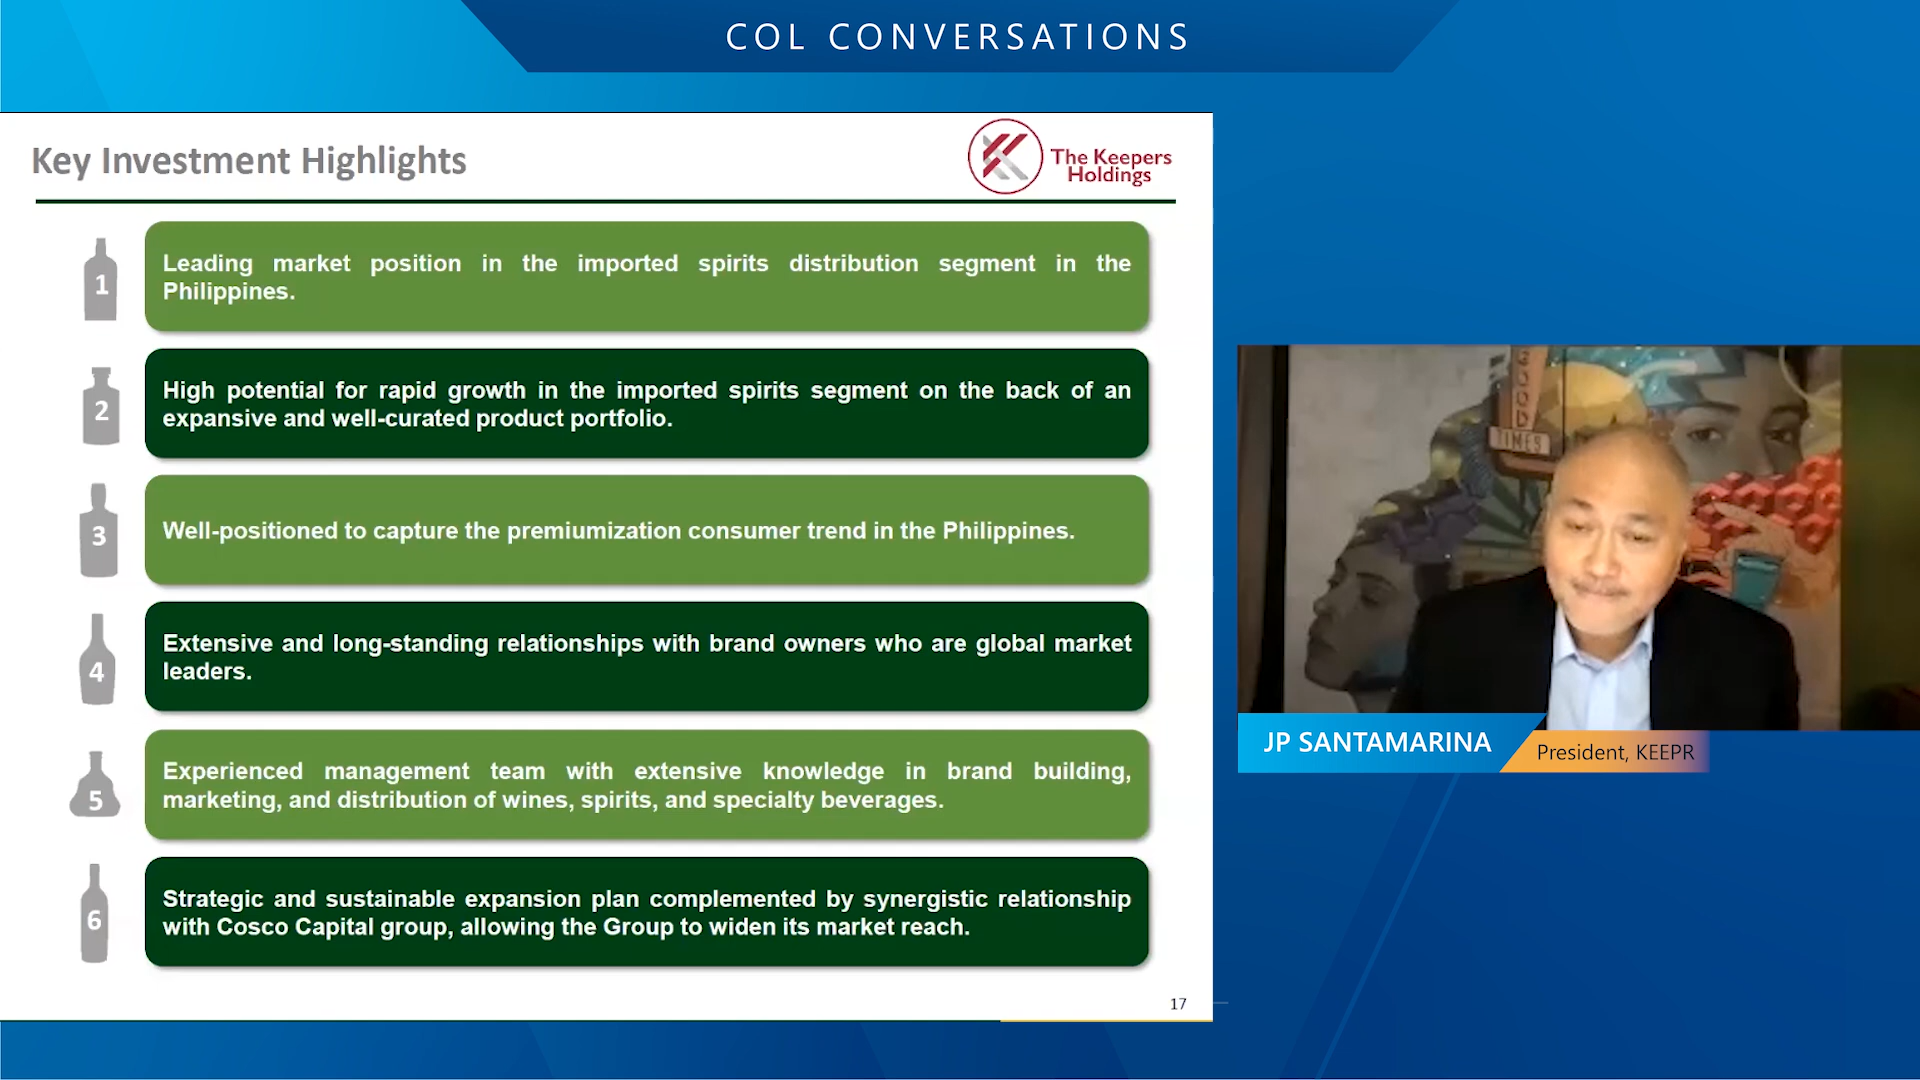 COL CONVERSATIONS
Key Investment Highlights
The Keepers
Holdings
1
Leading market position in the imported spirits distribution segment in the
Philippines.
2
High potential for rapid growth in the imported spirits segment on the back of an
expansive and well-curated product portfolio.
3
Well-positioned to capture the premiumization consumer trend in the Philippines.
4
Extensive and long-standing relationships with brand owners who are global market
leaders.
5
Experienced management team with extensive knowledge in brand building,
marketing, and distribution of wines, spirits, and specialty beverages.
6
Strategic and sustainable expansion plan complemented by synergistic relationship
with Cosco Capital group, allowing the Group to widen its market reach.
17
GOOD
TIMES
JP SANTAMARINA
President, KEEPR